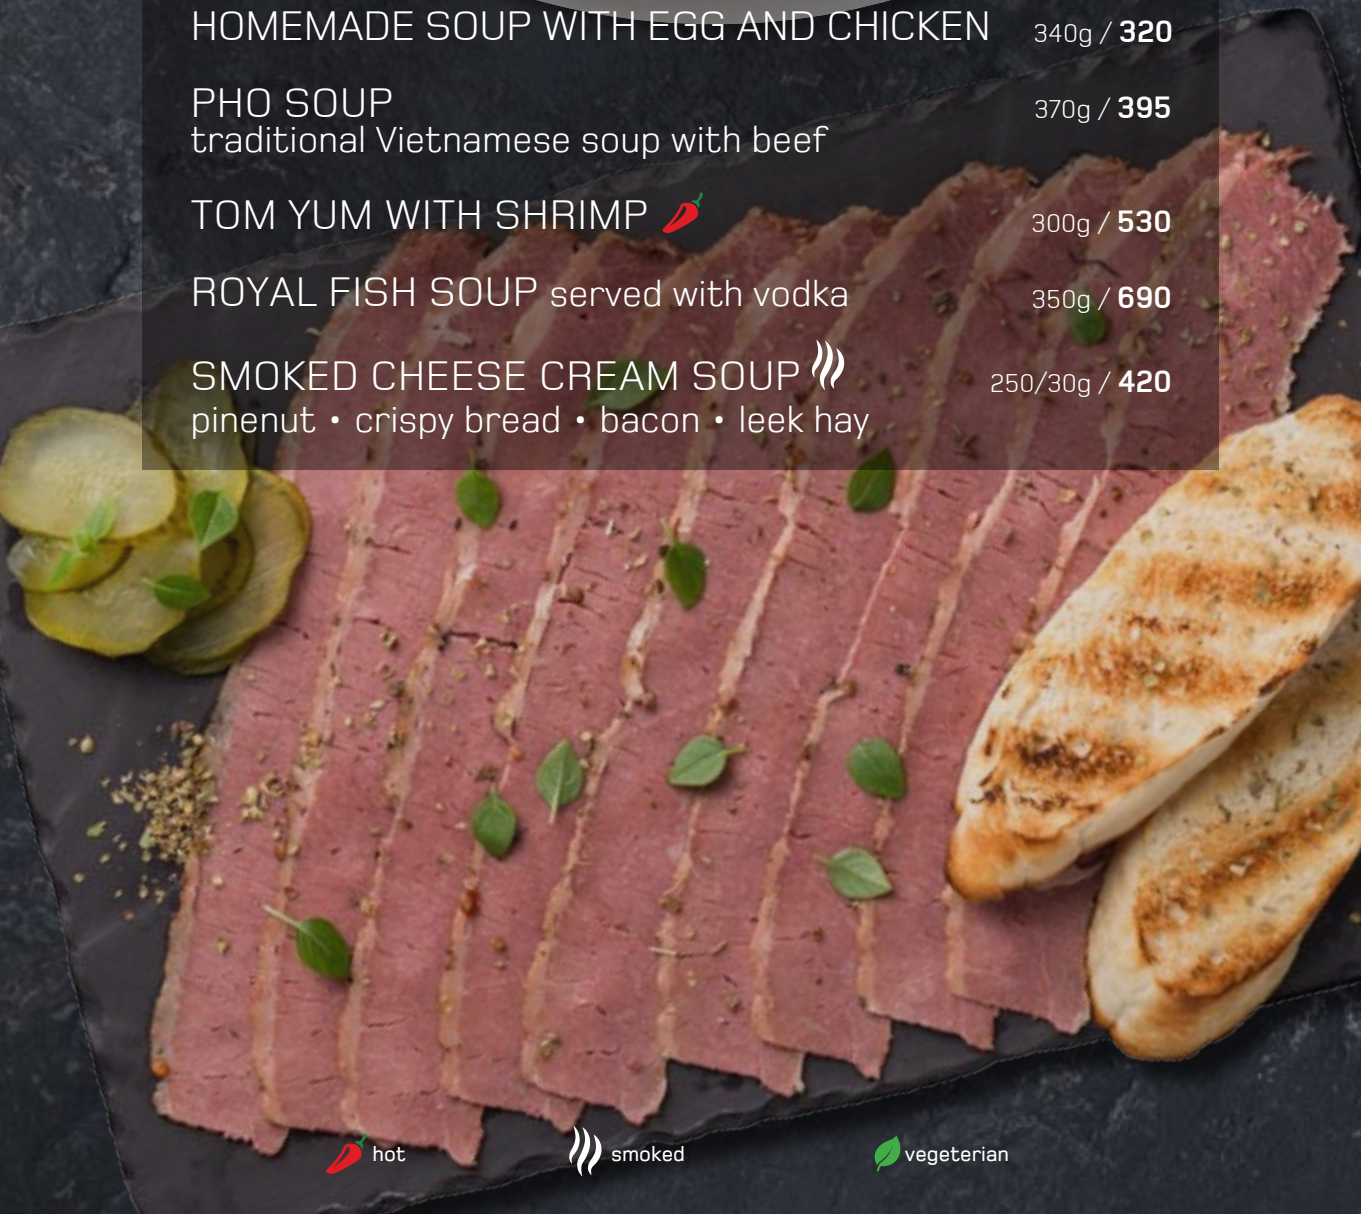 HOMEMADE SOUP WITH EGG AND CHICKEN 340g / 320
PHO SOUP 370g / 395
traditional Vietnamese soup with beef
TOM YUM WITH SHRIMP 300g / 530
ROYAL FISH SOUP served with vodka 350g / 690
SMOKED CHEESE CREAM SOUP 250/30g / 420
pinenut • crispy bread • bacon • leek hay
hot smoked vegeterian